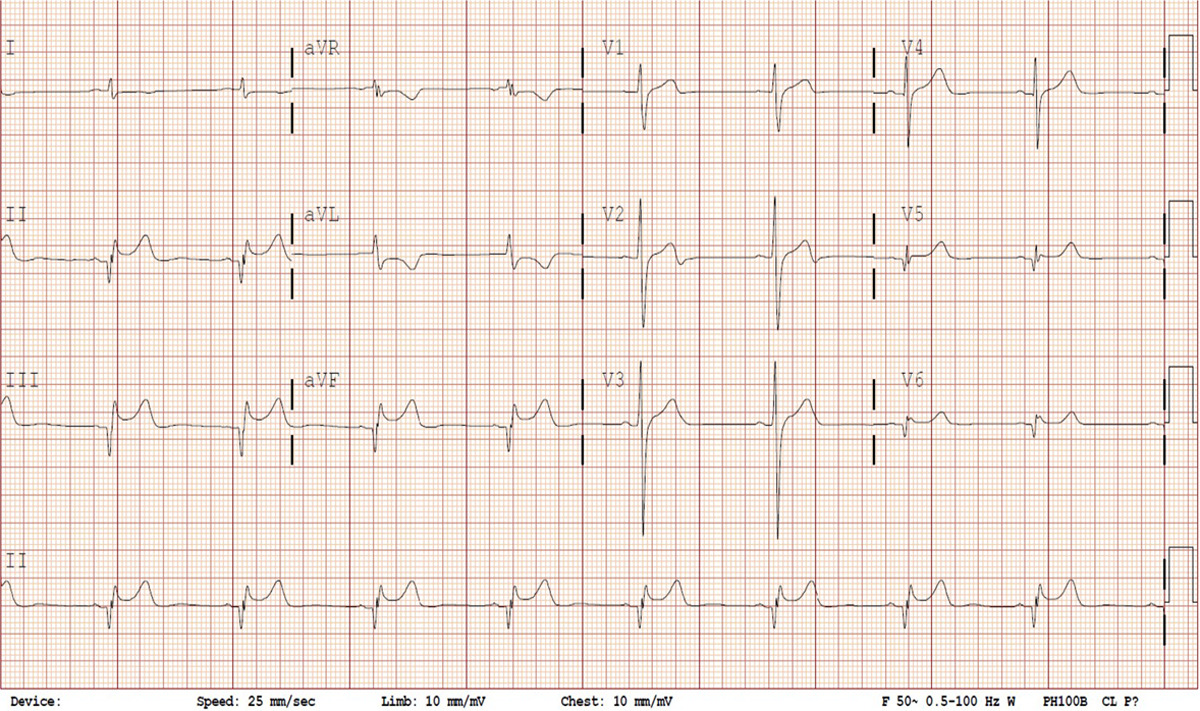 I aVR V1 V4
II aVL V2 V5
III aVF V3 V6
II
Device: Speed: 25 mm/sec Limb: 10 mm/mV Chest: 10 mm/mV F 50~ 0.5-100 Hz W PH100B CL P?